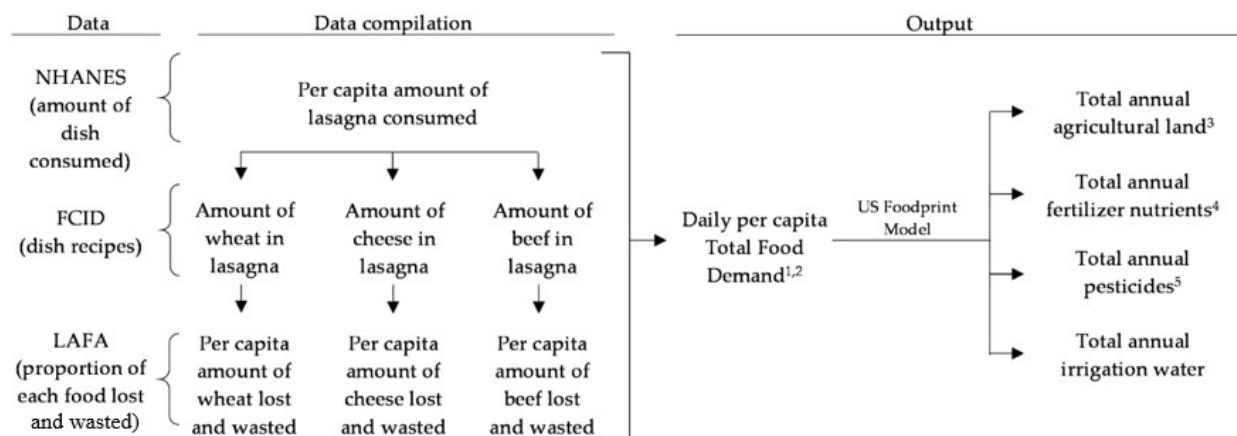 Data
Data compilation
Output
NHANES
(amount of
dish
consumed)
Per capita amount of
lasagna consumed
FCID
(dish recipes)
Amount of
wheat in
lasagna
Amount of
cheese in
lasagna
Amount of
beef in
lasagna
LAFA
(proportion of
each food lost
and wasted)
Per capita
amount of
wheat lost
and wasted
Per capita
amount of
cheese lost
and wasted
Per capita
amount of
beef lost
and wasted
Daily per capita
Total Food
Demand1,2
US Foodprint
Model
Total annual
agricultural land3
Total annual
fertilizer nutrients4
Total annual
pesticides5
Total annual
irrigation water